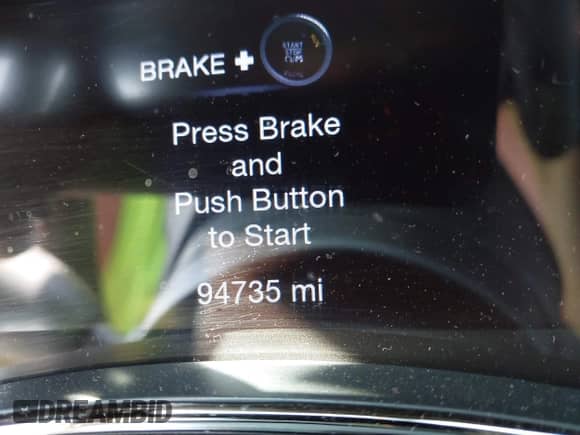 START
STOP
BRAKE +
Press Brake
and
Push Button
to Start
94735 mi
DREAMBID